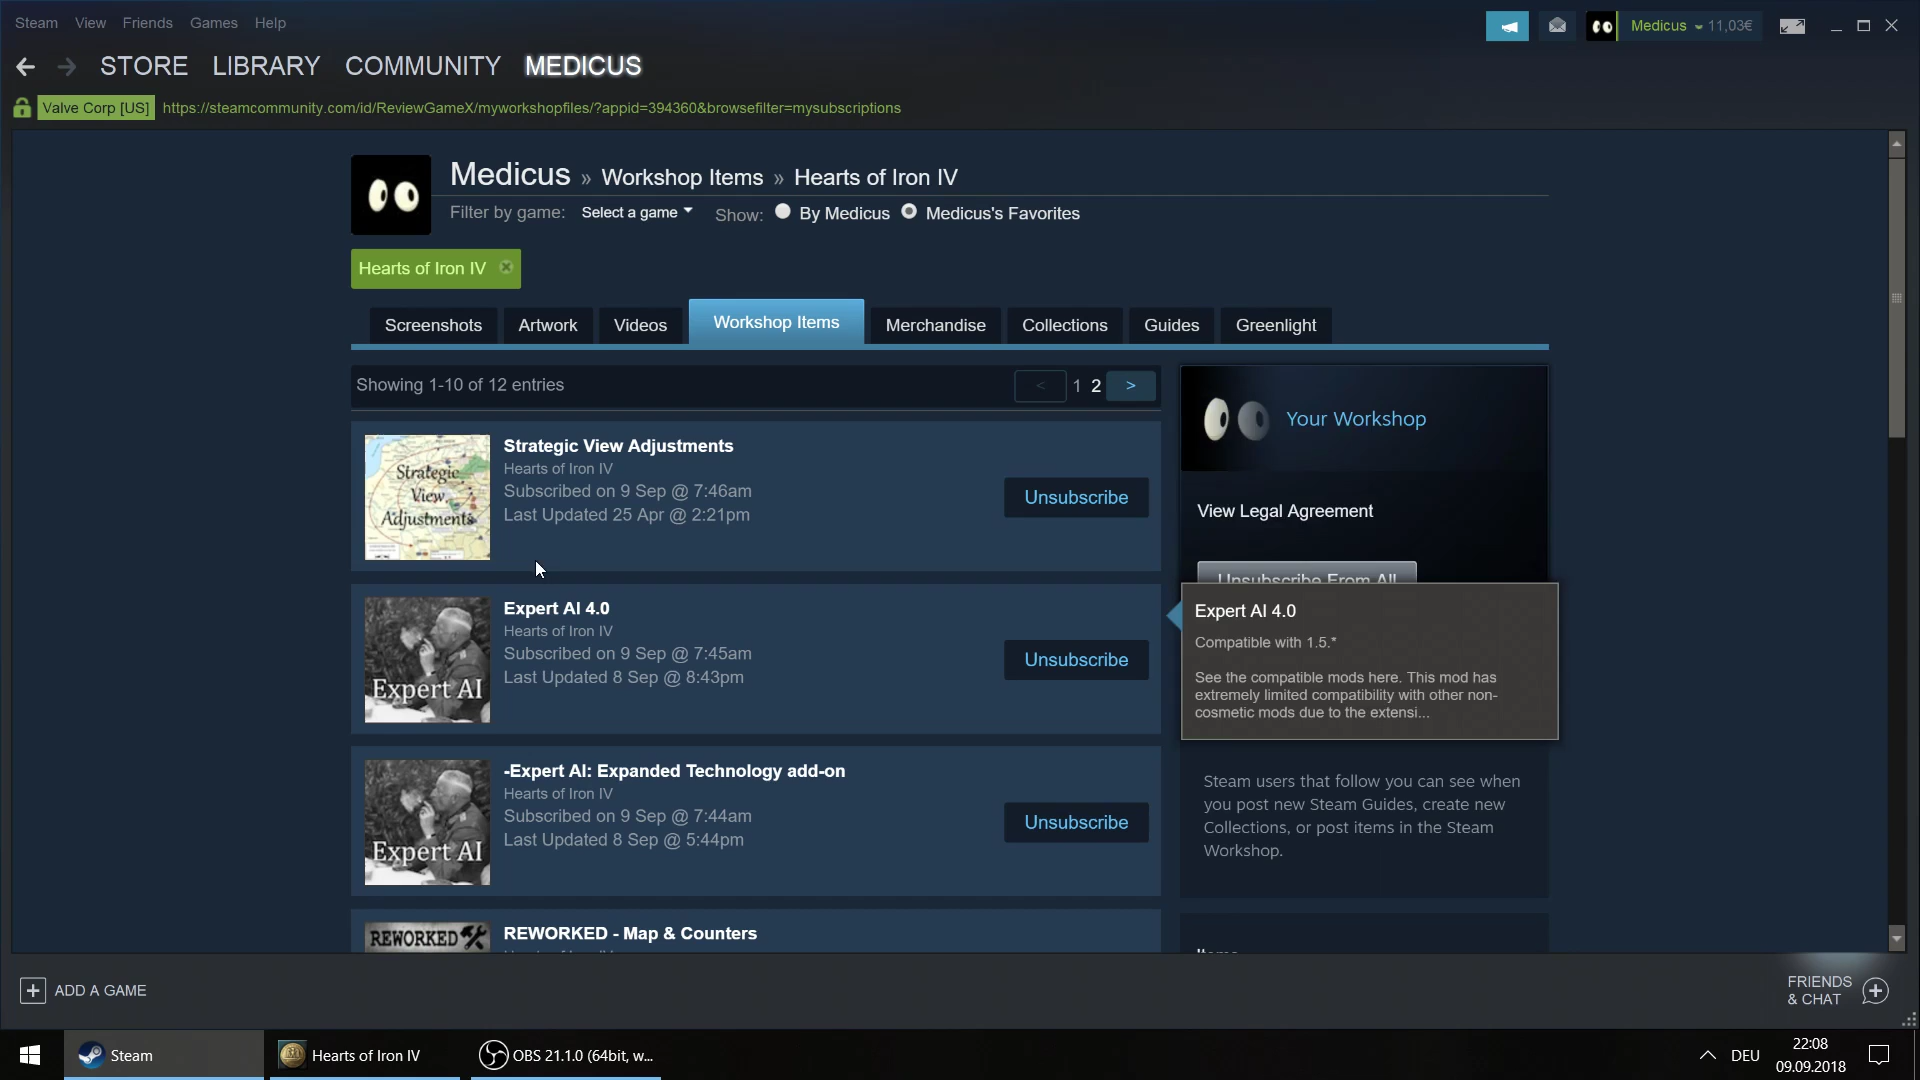 Steam View Friends Games Help
Medicus 11,03€
STORE LIBRARY COMMUNITY MEDICUS
Valve Corp [US] https://steamcommunity.com/id/ReviewGameX/myworkshopfiles/?appid=394360&browsefilter=mysubscriptions
Medicus » Workshop Items » Hearts of Iron IV
Filter by game: Select a game Show: By Medicus Medicus's Favorites
Hearts of Iron IV
Screenshots Artwork Videos Workshop Items Merchandise Collections Guides Greenlight
Showing 1-10 of 12 entries
< 1 2 >
Strategic
View
Adjustments
Strategic View Adjustments
Hearts of Iron IV
Subscribed on 9 Sep @ 7:46am
Last Updated 25 Apr @ 2:21pm
Unsubscribe
Expert AI
Expert AI 4.0
Hearts of Iron IV
Subscribed on 9 Sep @ 7:45am
Last Updated 8 Sep @ 8:43pm
Unsubscribe
Expert AI
-Expert AI: Expanded Technology add-on
Hearts of Iron IV
Subscribed on 9 Sep @ 7:44am
Last Updated 8 Sep @ 5:44pm
Unsubscribe
REWORKED
REWORKED - Map & Counters
Your Workshop
View Legal Agreement
Unsubscribe From All
Expert AI 4.0
Compatible with 1.5.*
See the compatible mods here. This mod has
extremely limited compatibility with other non-
cosmetic mods due to the extensi...
Steam users that follow you can see when
you post new Steam Guides, create new
Collections, or post items in the Steam
Workshop.
ADD A GAME
FRIENDS
& CHAT
Steam
Hearts of Iron IV
OBS 21.1.0 (64bit, w...
DEU
22:08
09.09.2018